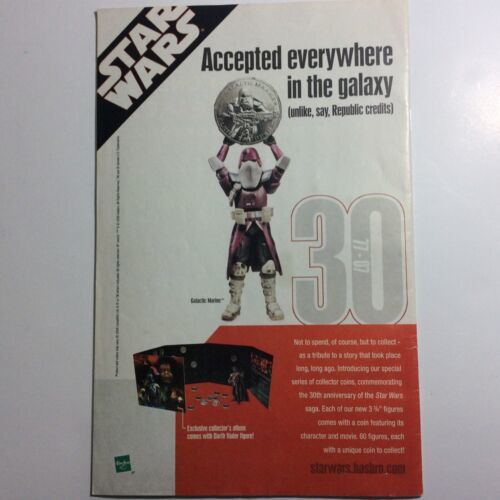 STAR
WARS
Accepted everywhere
in the galaxy
(unlike, say, Republic credits)
30
77-07
Galactic Marine™
Not to spend, of course, but to collect -
as a tribute to a story that took place
long, long ago. Introducing our special
series of collector coins, commemorating
the 30th anniversary of the Star Wars
saga. Each of our new 3 ¾" figures
comes with a coin featuring its
character and movie. 60 figures, each
with a unique coin to collect!
Exclusive collector's album
comes with Darth Vader figure!
Hasbro
starwars.hasbro.com